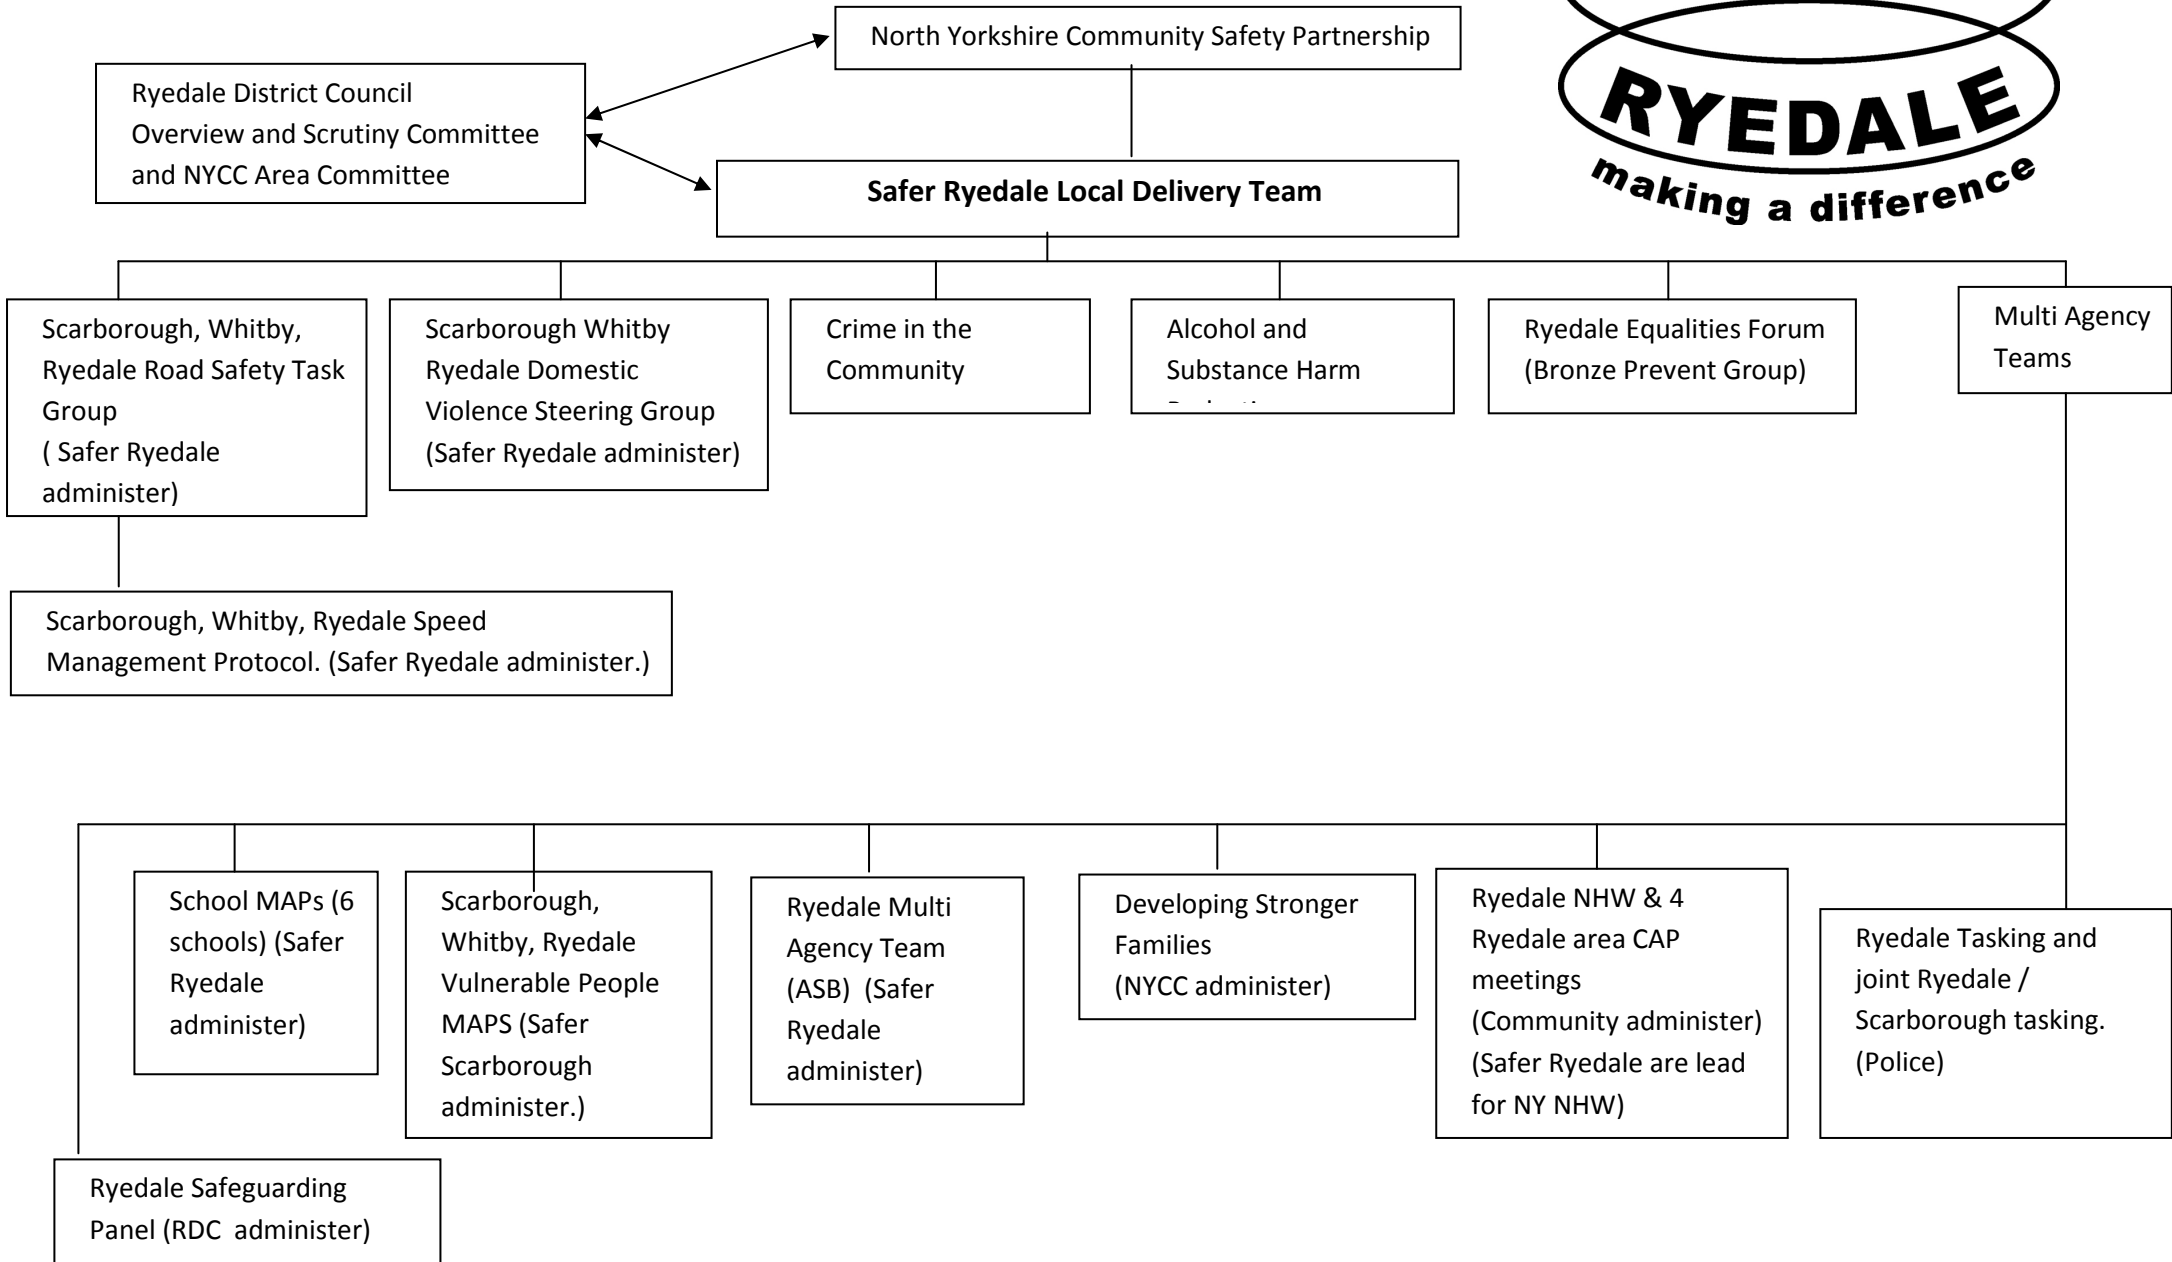 North Yorkshire Community Safety Partnership
RYEDALE
making a difference
Ryedale District Council
Overview and Scrutiny Committee
and NYCC Area Committee
Safer Ryedale Local Delivery Team
Scarborough, Whitby,
Ryedale Road Safety Task
Group
( Safer Ryedale
administer)
Scarborough Whitby
Ryedale Domestic
Violence Steering Group
(Safer Ryedale administer)
Crime in the
Community
Alcohol and
Substance Harm
Ryedale Equalities Forum
(Bronze Prevent Group)
Multi Agency
Teams
Scarborough, Whitby, Ryedale Speed
Management Protocol. (Safer Ryedale administer.)
School MAPs (6
schools) (Safer
Ryedale
administer)
Scarborough,
Whitby, Ryedale
Vulnerable People
MAPS (Safer
Scarborough
administer.)
Ryedale Multi
Agency Team
(ASB) (Safer
Ryedale
administer)
Developing Stronger
Families
(NYCC administer)
Ryedale NHW & 4
Ryedale area CAP
meetings
(Community administer)
(Safer Ryedale are lead
for NY NHW)
Ryedale Tasking and
joint Ryedale /
Scarborough tasking.
(Police)
Ryedale Safeguarding
Panel (RDC administer)